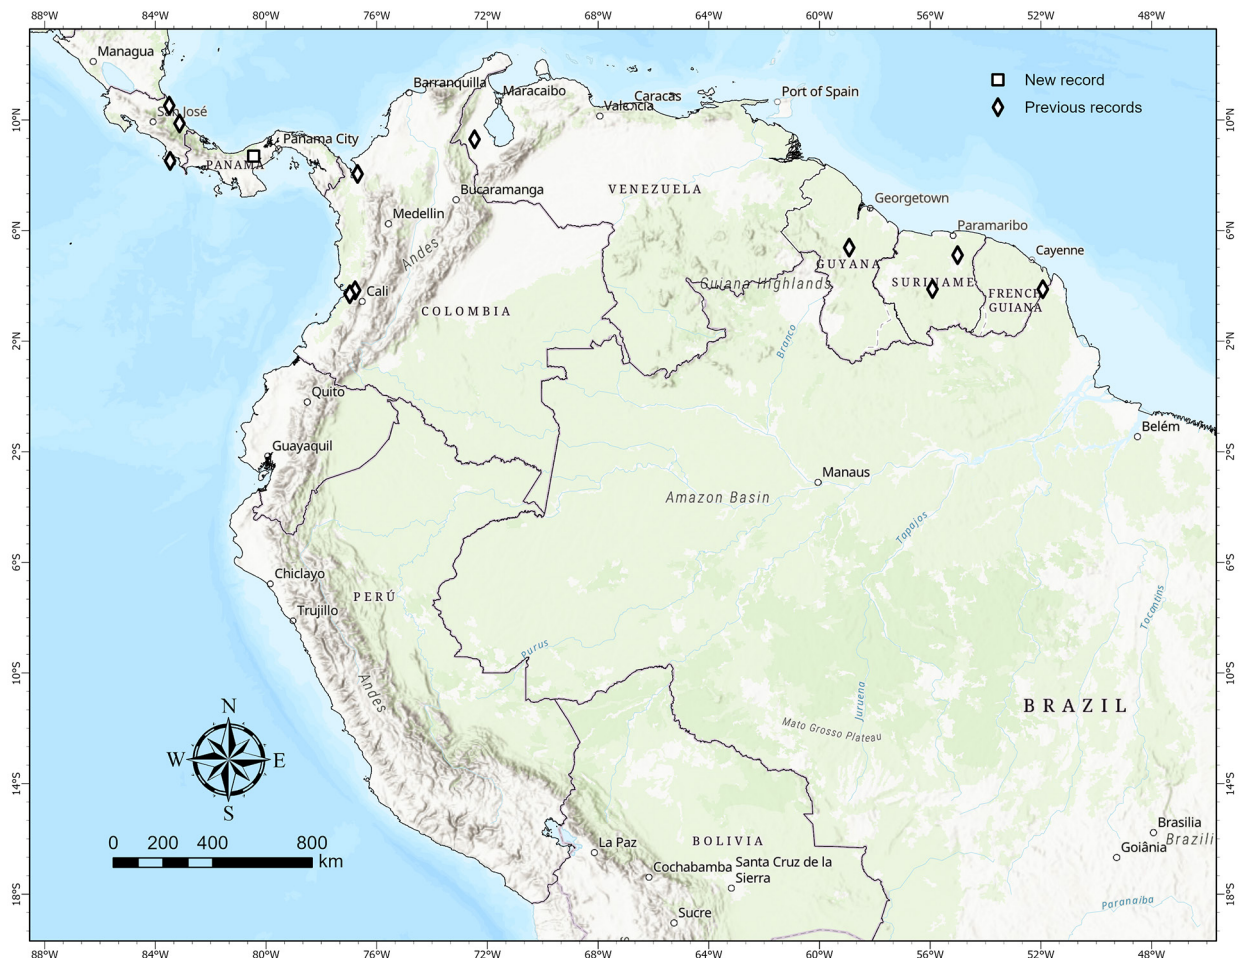 88°W 84°W 80°W 76°W 72°W 68°W 64°W 60°W 56°W 52°W 48°W
Managua
New record
Previous records
Barranquilla
Maracaibo
Caracas
Valencia
Port of Spain
10°N
10°N
San José
Panama City
PANAMA
Bucaramanga
VENEZUELA
Georgetown
Medellin
Andes
6°N
6°N
Paramaribo
Cayenne
GUYANA
Guiana Highlands
SURINAME
FRENCH
GUIANA
Cali
COLOMBIA
Branco
2°N
2°N
Quito
Guayaquil
Belém
2°S
2°S
Manaus
Amazon Basin
Tapajos
6°S
6°S
Chiclayo
PERÚ
Trujillo
Tocantins
Purus
10°S
10°S
Andes
Juruena
BRAZIL
Mato Grosso Plateau
N
W E
S
14°S
14°S
0 200 400 800
km
La Paz
BOLIVIA
Brasilia
Goiânia
Brazili
Cochabamba
Santa Cruz de la
Sierra
18°S
18°S
Paranaiba
Sucre
88°W 84°W 80°W 76°W 72°W 68°W 64°W 60°W 56°W 52°W 48°W